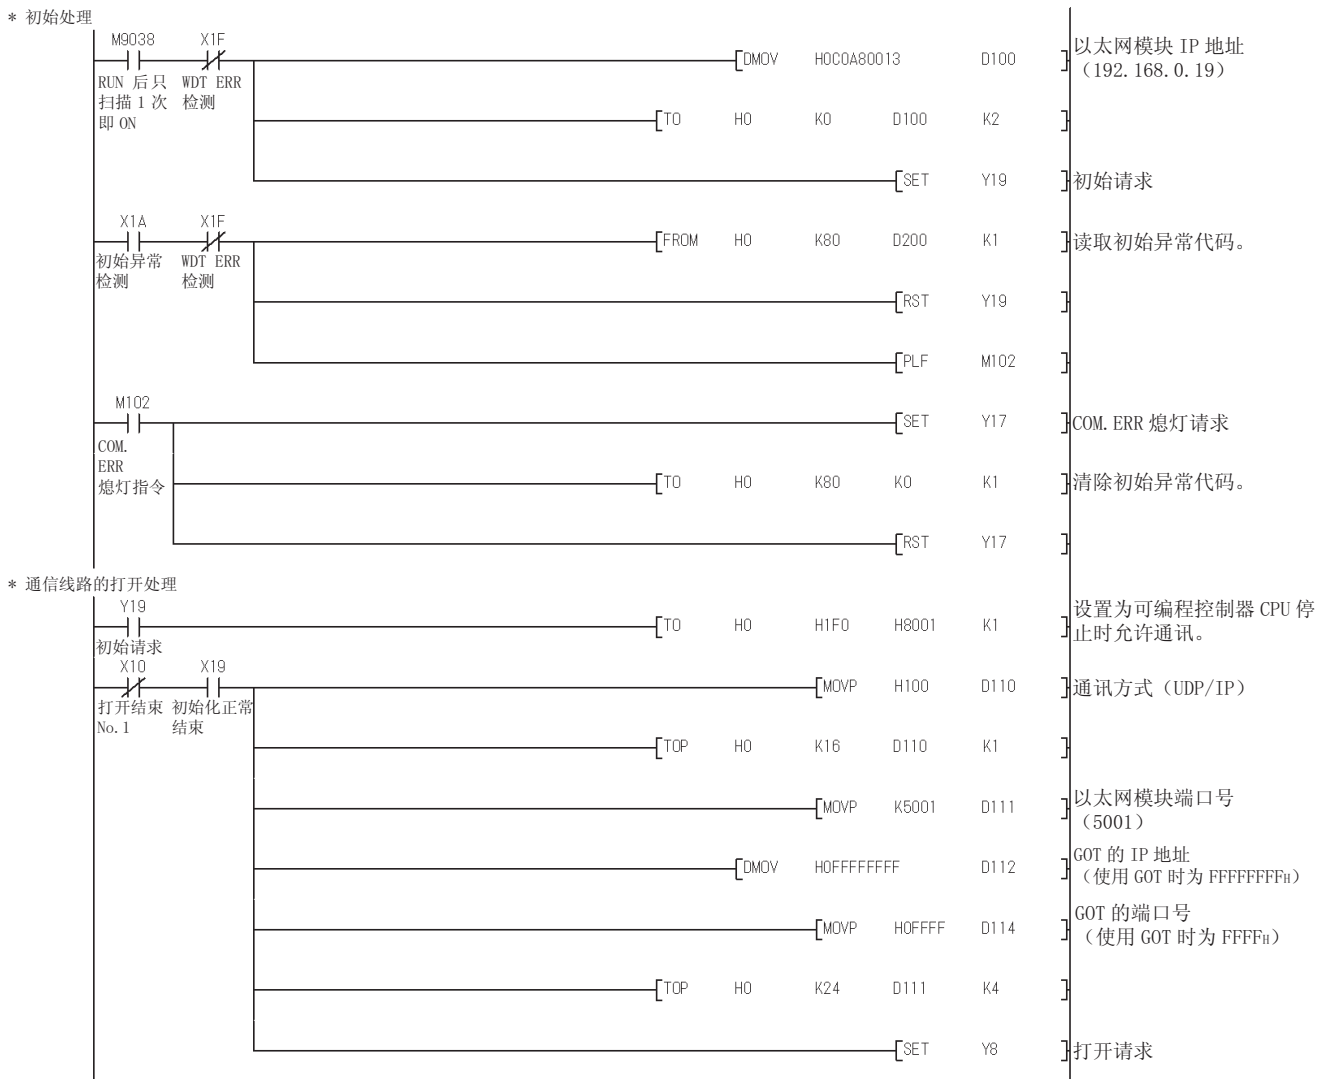 * 初始处理
M9038 X1F
DMOV H0C0A80013 D100
以太网模块 IP 地址
（192.168.0.19）
RUN 后只 WDT ERR
扫描 1 次 检测
即 ON
TO H0 K0 D100 K2
SET Y19 初始请求
X1A X1F
FROM H0 K80 D200 K1 读取初始异常代码。
初始异常 WDT ERR
检测 检测
RST Y19
PLF M102
M102
SET Y17 COM.ERR 熄灯请求
COM.
ERR
熄灯指令
TO H0 K80 K0 K1 清除初始异常代码。
RST Y17
* 通信线路的打开处理
Y19
TO H0 H1F0 H8001 K1
设置为可编程控制器 CPU 停
止时允许通讯。
初始请求
X10 X19
MOVP H100 D110 通讯方式（UDP/IP）
打开结束 初始化正常
No.1 结束
TOP H0 K16 D110 K1
MOVP K5001 D111
以太网模块端口号
（5001）
DMOV H0FFFFFFFF D112
GOT 的 IP 地址
（使用 GOT 时为 FFFFFFFFH）
MOVP H0FFFF D114
GOT 的端口号
（使用 GOT 时为 FFFFH）
TOP H0 K24 D111 K4
SET Y8 打开请求